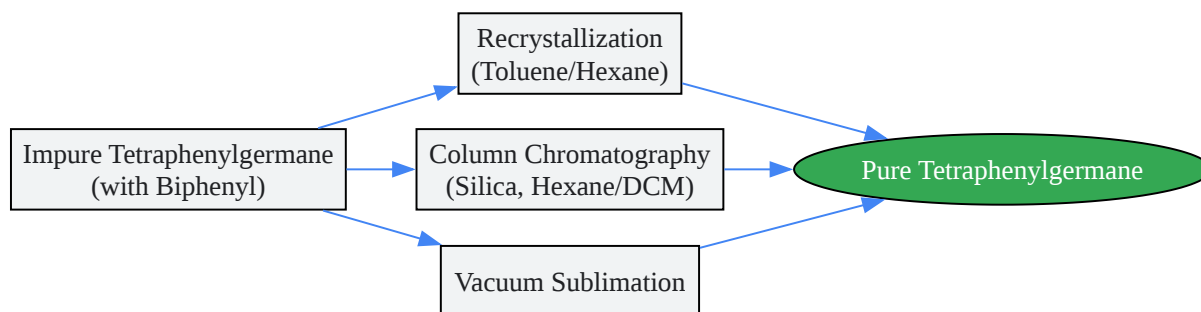 Recrystallization
(Toluene/Hexane)
Impure Tetraphenylgermane
(with Biphenyl)
Column Chromatography
(Silica, Hexane/DCM)
Pure Tetraphenylgermane
Vacuum Sublimation